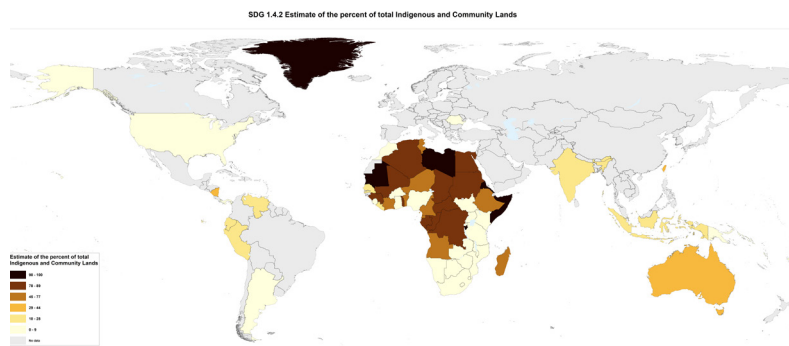 SDG 1.4.2 Estimate of the percent of total Indigenous and Community Lands
Estimate of the percent of total
Indigenous and Community Lands
90 - 100
78 - 89
45 - 77
29 - 44
10 - 28
0 - 9
No data